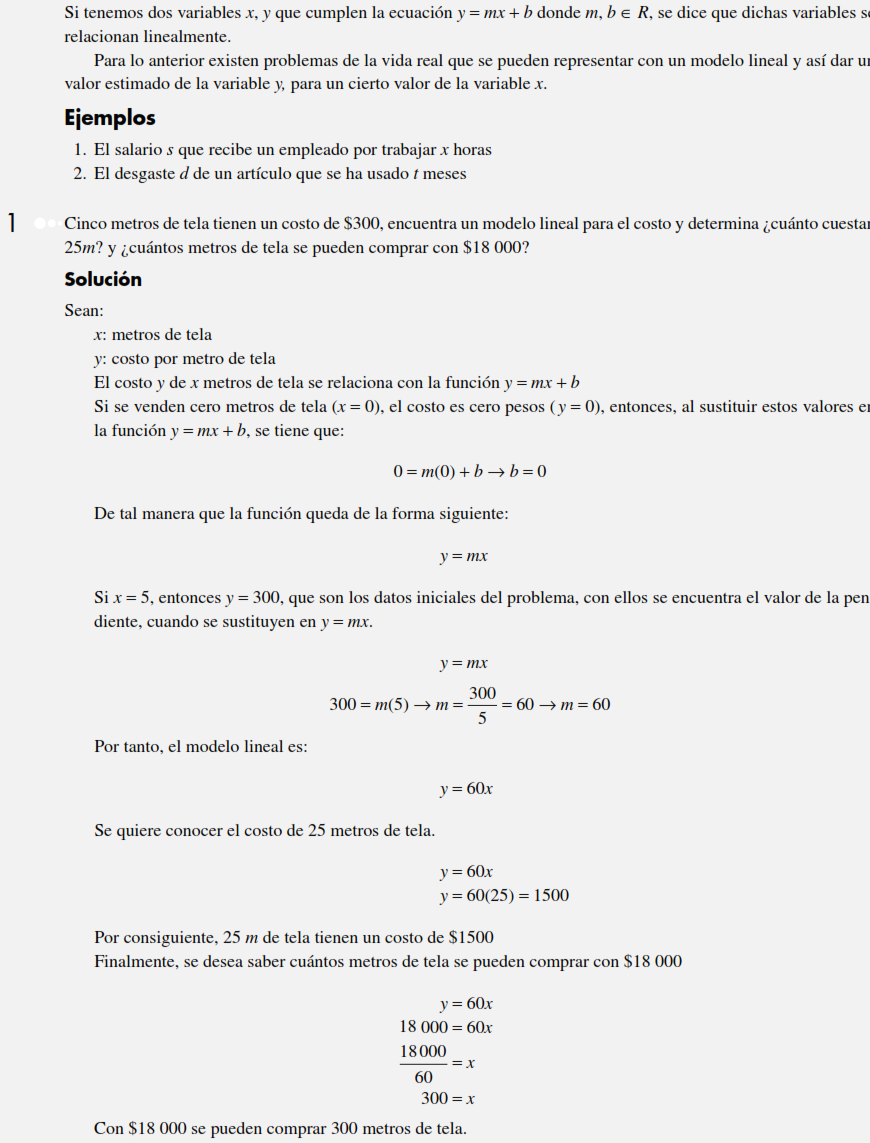 Si tenemos dos variables x, y que cumplen la ecuación y = mx + b donde m, b ∈ R, se dice que dichas variables s
relacionan linealmente.
Para lo anterior existen problemas de la vida real que se pueden representar con un modelo lineal y así dar u
valor estimado de la variable y, para un cierto valor de la variable x.
Ejemplos
1. El salario s que recibe un empleado por trabajar x horas
2. El desgaste d de un artículo que se ha usado t meses
1 Cinco metros de tela tienen un costo de $300, encuentra un modelo lineal para el costo y determina ¿cuánto cuesta
25m? y ¿cuántos metros de tela se pueden comprar con $18 000?
Solución
Sean:
x: metros de tela
y: costo por metro de tela
El costo y de x metros de tela se relaciona con la función y = mx + b
Si se venden cero metros de tela (x = 0), el costo es cero pesos ( y = 0), entonces, al sustituir estos valores e
la función y = mx + b, se tiene que:
0 = m(0) + b → b = 0
De tal manera que la función queda de la forma siguiente:
y = mx
Si x = 5, entonces y = 300, que son los datos iniciales del problema, con ellos se encuentra el valor de la pen
diente, cuando se sustituyen en y = mx.
y = mx
300 = m(5) → m = 300/5 = 60 → m = 60
Por tanto, el modelo lineal es:
y = 60x
Se quiere conocer el costo de 25 metros de tela.
y = 60x
y = 60(25) = 1500
Por consiguiente, 25 m de tela tienen un costo de $1500
Finalmente, se desea saber cuántos metros de tela se pueden comprar con $18 000
y = 60x
18 000 = 60x
18000/60 = x
300 = x
Con $18 000 se pueden comprar 300 metros de tela.